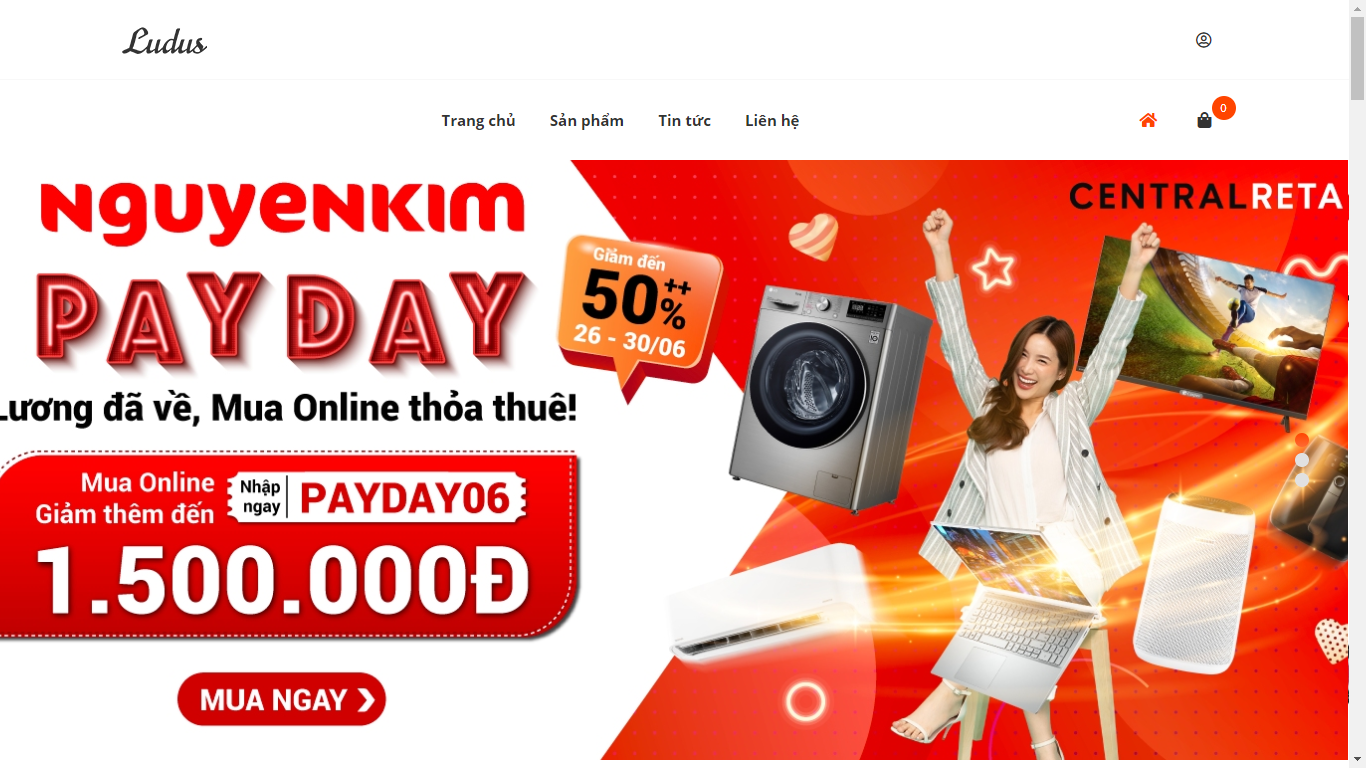 Ludus
Trang chủ Sản phẩm Tin tức Liên hệ
0
NGUYENKIM
CENTRALRETA
PAYDAY
Giảm đến
50++%
26 - 30/06
Lương đã về, Mua Online thỏa thuê!
Mua Online
Giảm thêm đến
Nhập ngay
PAYDAY06
1.500.000Đ
MUA NGAY ❯